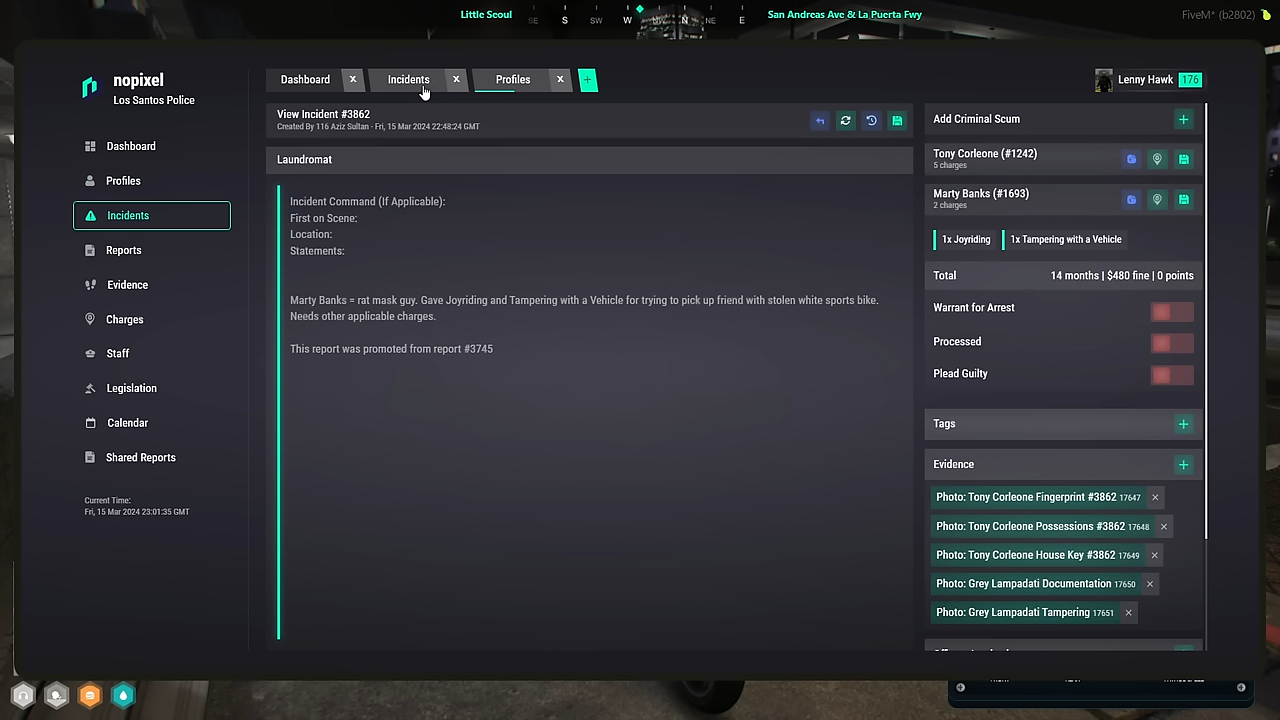 Little Seoul
SE S SW W N NE E
San Andreas Ave & La Puerta Fwy
FiveM* (b2802)
nopixel
Los Santos Police
Dashboard x
Incidents x
Profiles x
+
Lenny Hawk 176
Dashboard
Profiles
Incidents
Reports
Evidence
Charges
Staff
Legislation
Calendar
Shared Reports
Current Time:
Fri, 15 Mar 2024 23:01:35 GMT
View Incident #3862
Created By 116 Aziz Sultan - Fri, 15 Mar 2024 22:48:24 GMT
Laundromat
Incident Command (If Applicable):
First on Scene:
Location:
Statements:
Marty Banks = rat mask guy. Gave Joyriding and Tampering with a Vehicle for trying to pick up friend with stolen white sports bike.
Needs other applicable charges.
This report was promoted from report #3745
Add Criminal Scum +
Tony Corleone (#1242)
5 charges
Marty Banks (#1693)
2 charges
1x Joyriding 1x Tampering with a Vehicle
Total 14 months | $480 fine | 0 points
Warrant for Arrest
Processed
Plead Guilty
Tags +
Evidence +
Photo: Tony Corleone Fingerprint #3862 17647 ×
Photo: Tony Corleone Possessions #3862 17648 ×
Photo: Tony Corleone House Key #3862 17649 ×
Photo: Grey Lampadati Documentation 17650 ×
Photo: Grey Lampadati Tampering 17651 ×